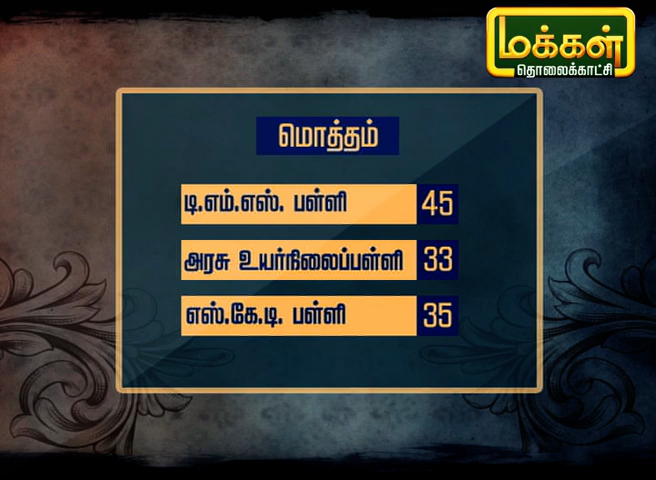 மக்கள்
தொலைக்காட்சி
மொத்தம்
டி.எம்.எஸ். பள்ளி 45
அரசு உயர்நிலைப்பள்ளி 33
எஸ்.கே.டி. பள்ளி 35